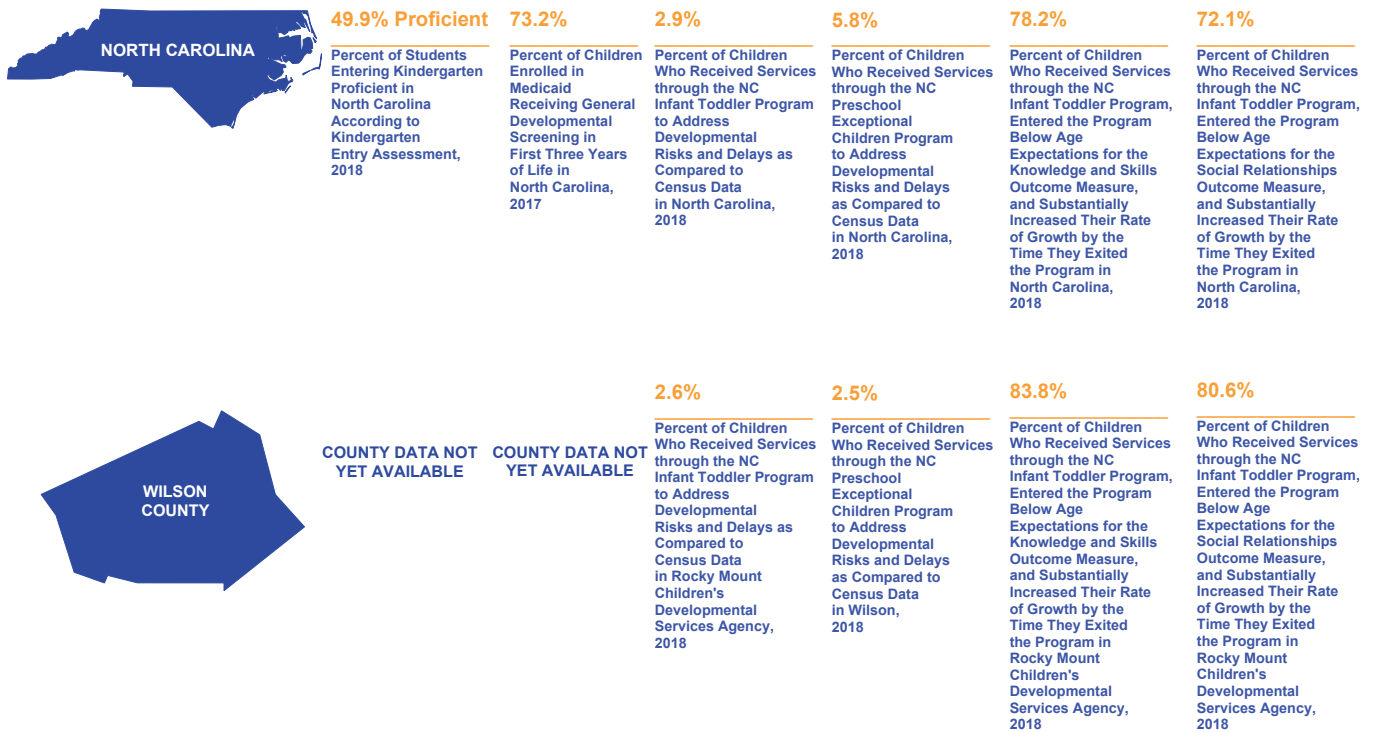 NORTH CAROLINA
49.9% Proficient
Percent of Students
Entering Kindergarten
Proficient in
North Carolina
According to
Kindergarten
Entry Assessment,
2018
73.2%
Percent of Children
Enrolled in
Medicaid
Receiving General
Developmental
Screening in
First Three Years
of Life in
North Carolina,
2017
2.9%
Percent of Children
Who Received Services
through the NC
Infant Toddler Program
to Address
Developmental
Risks and Delays as
Compared to
Census Data
in North Carolina,
2018
5.8%
Percent of Children
Who Received Services
through the NC
Preschool
Exceptional
Children Program
to Address
Developmental
Risks and Delays
as Compared to
Census Data
in North Carolina,
2018
78.2%
Percent of Children
Who Received Services
through the NC
Infant Toddler Program,
Entered the Program
Below Age
Expectations for the
Knowledge and Skills
Outcome Measure,
and Substantially
Increased Their Rate
of Growth by the
Time They Exited
the Program in
North Carolina,
2018
72.1%
Percent of Children
Who Received Services
through the NC
Infant Toddler Program,
Entered the Program
Below Age
Expectations for the
Social Relationships
Outcome Measure,
and Substantially
Increased Their Rate
of Growth by the
Time They Exited
the Program in
North Carolina,
2018
WILSON
COUNTY
COUNTY DATA NOT
YET AVAILABLE
COUNTY DATA NOT
YET AVAILABLE
2.6%
Percent of Children
Who Received Services
through the NC
Infant Toddler Program
to Address
Developmental
Risks and Delays as
Compared to
Census Data
in Rocky Mount
Children's
Developmental
Services Agency,
2018
2.5%
Percent of Children
Who Received Services
through the NC
Preschool
Exceptional
Children Program
to Address
Developmental
Risks and Delays
as Compared to
Census Data
in Wilson,
2018
83.8%
Percent of Children
Who Received Services
through the NC
Infant Toddler Program,
Entered the Program
Below Age
Expectations for the
Knowledge and Skills
Outcome Measure,
and Substantially
Increased Their Rate
of Growth by the
Time They Exited
the Program in
Rocky Mount
Children's
Developmental
Services Agency,
2018
80.6%
Percent of Children
Who Received Services
through the NC
Infant Toddler Program,
Entered the Program
Below Age
Expectations for the
Social Relationships
Outcome Measure,
and Substantially
Increased Their Rate
of Growth by the
Time They Exited
the Program in
Rocky Mount
Children's
Developmental
Services Agency,
2018